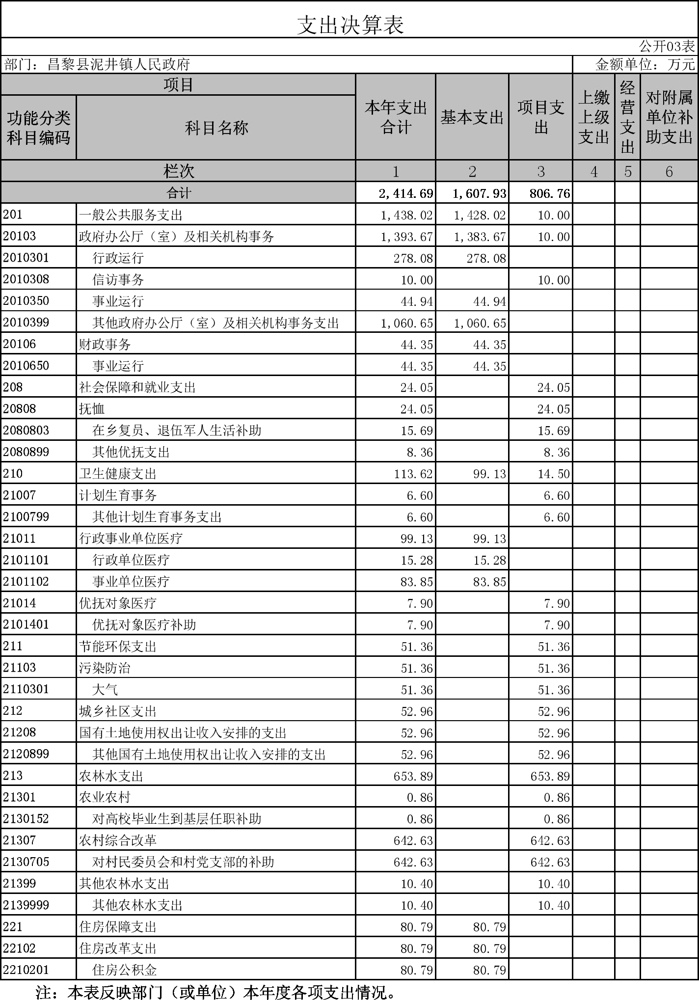 支出决算表
公开03表
部门：昌黎县泥井镇人民政府 金额单位：万元
项目 本年支出合计 基本支出 项目支出 上缴上级支出 经营支出 对附属单位补助支出
功能分类科目编码 科目名称
栏次 1 2 3 4 5 6
合计 2,414.69 1,607.93 806.76
201 一般公共服务支出 1,438.02 1,428.02 10.00
20103 政府办公厅（室）及相关机构事务 1,393.67 1,383.67 10.00
2010301 行政运行 278.08 278.08
2010308 信访事务 10.00 10.00
2010350 事业运行 44.94 44.94
2010399 其他政府办公厅（室）及相关机构事务支出 1,060.65 1,060.65
20106 财政事务 44.35 44.35
2010650 事业运行 44.35 44.35
208 社会保障和就业支出 24.05 24.05
20808 抚恤 24.05 24.05
2080803 在乡复员、退伍军人生活补助 15.69 15.69
2080899 其他优抚支出 8.36 8.36
210 卫生健康支出 113.62 99.13 14.50
21007 计划生育事务 6.60 6.60
2100799 其他计划生育事务支出 6.60 6.60
21011 行政事业单位医疗 99.13 99.13
2101101 行政单位医疗 15.28 15.28
2101102 事业单位医疗 83.85 83.85
21014 优抚对象医疗 7.90 7.90
2101401 优抚对象医疗补助 7.90 7.90
211 节能环保支出 51.36 51.36
21103 污染防治 51.36 51.36
2110301 大气 51.36 51.36
212 城乡社区支出 52.96 52.96
21208 国有土地使用权出让收入安排的支出 52.96 52.96
2120899 其他国有土地使用权出让收入安排的支出 52.96 52.96
213 农林水支出 653.89 653.89
21301 农业农村 0.86 0.86
2130152 对高校毕业生到基层任职补助 0.86 0.86
21307 农村综合改革 642.63 642.63
2130705 对村民委员会和村党支部的补助 642.63 642.63
21399 其他农林水支出 10.40 10.40
2139999 其他农林水支出 10.40 10.40
221 住房保障支出 80.79 80.79
22102 住房改革支出 80.79 80.79
2210201 住房公积金 80.79 80.79
注：本表反映部门（或单位）本年度各项支出情况。